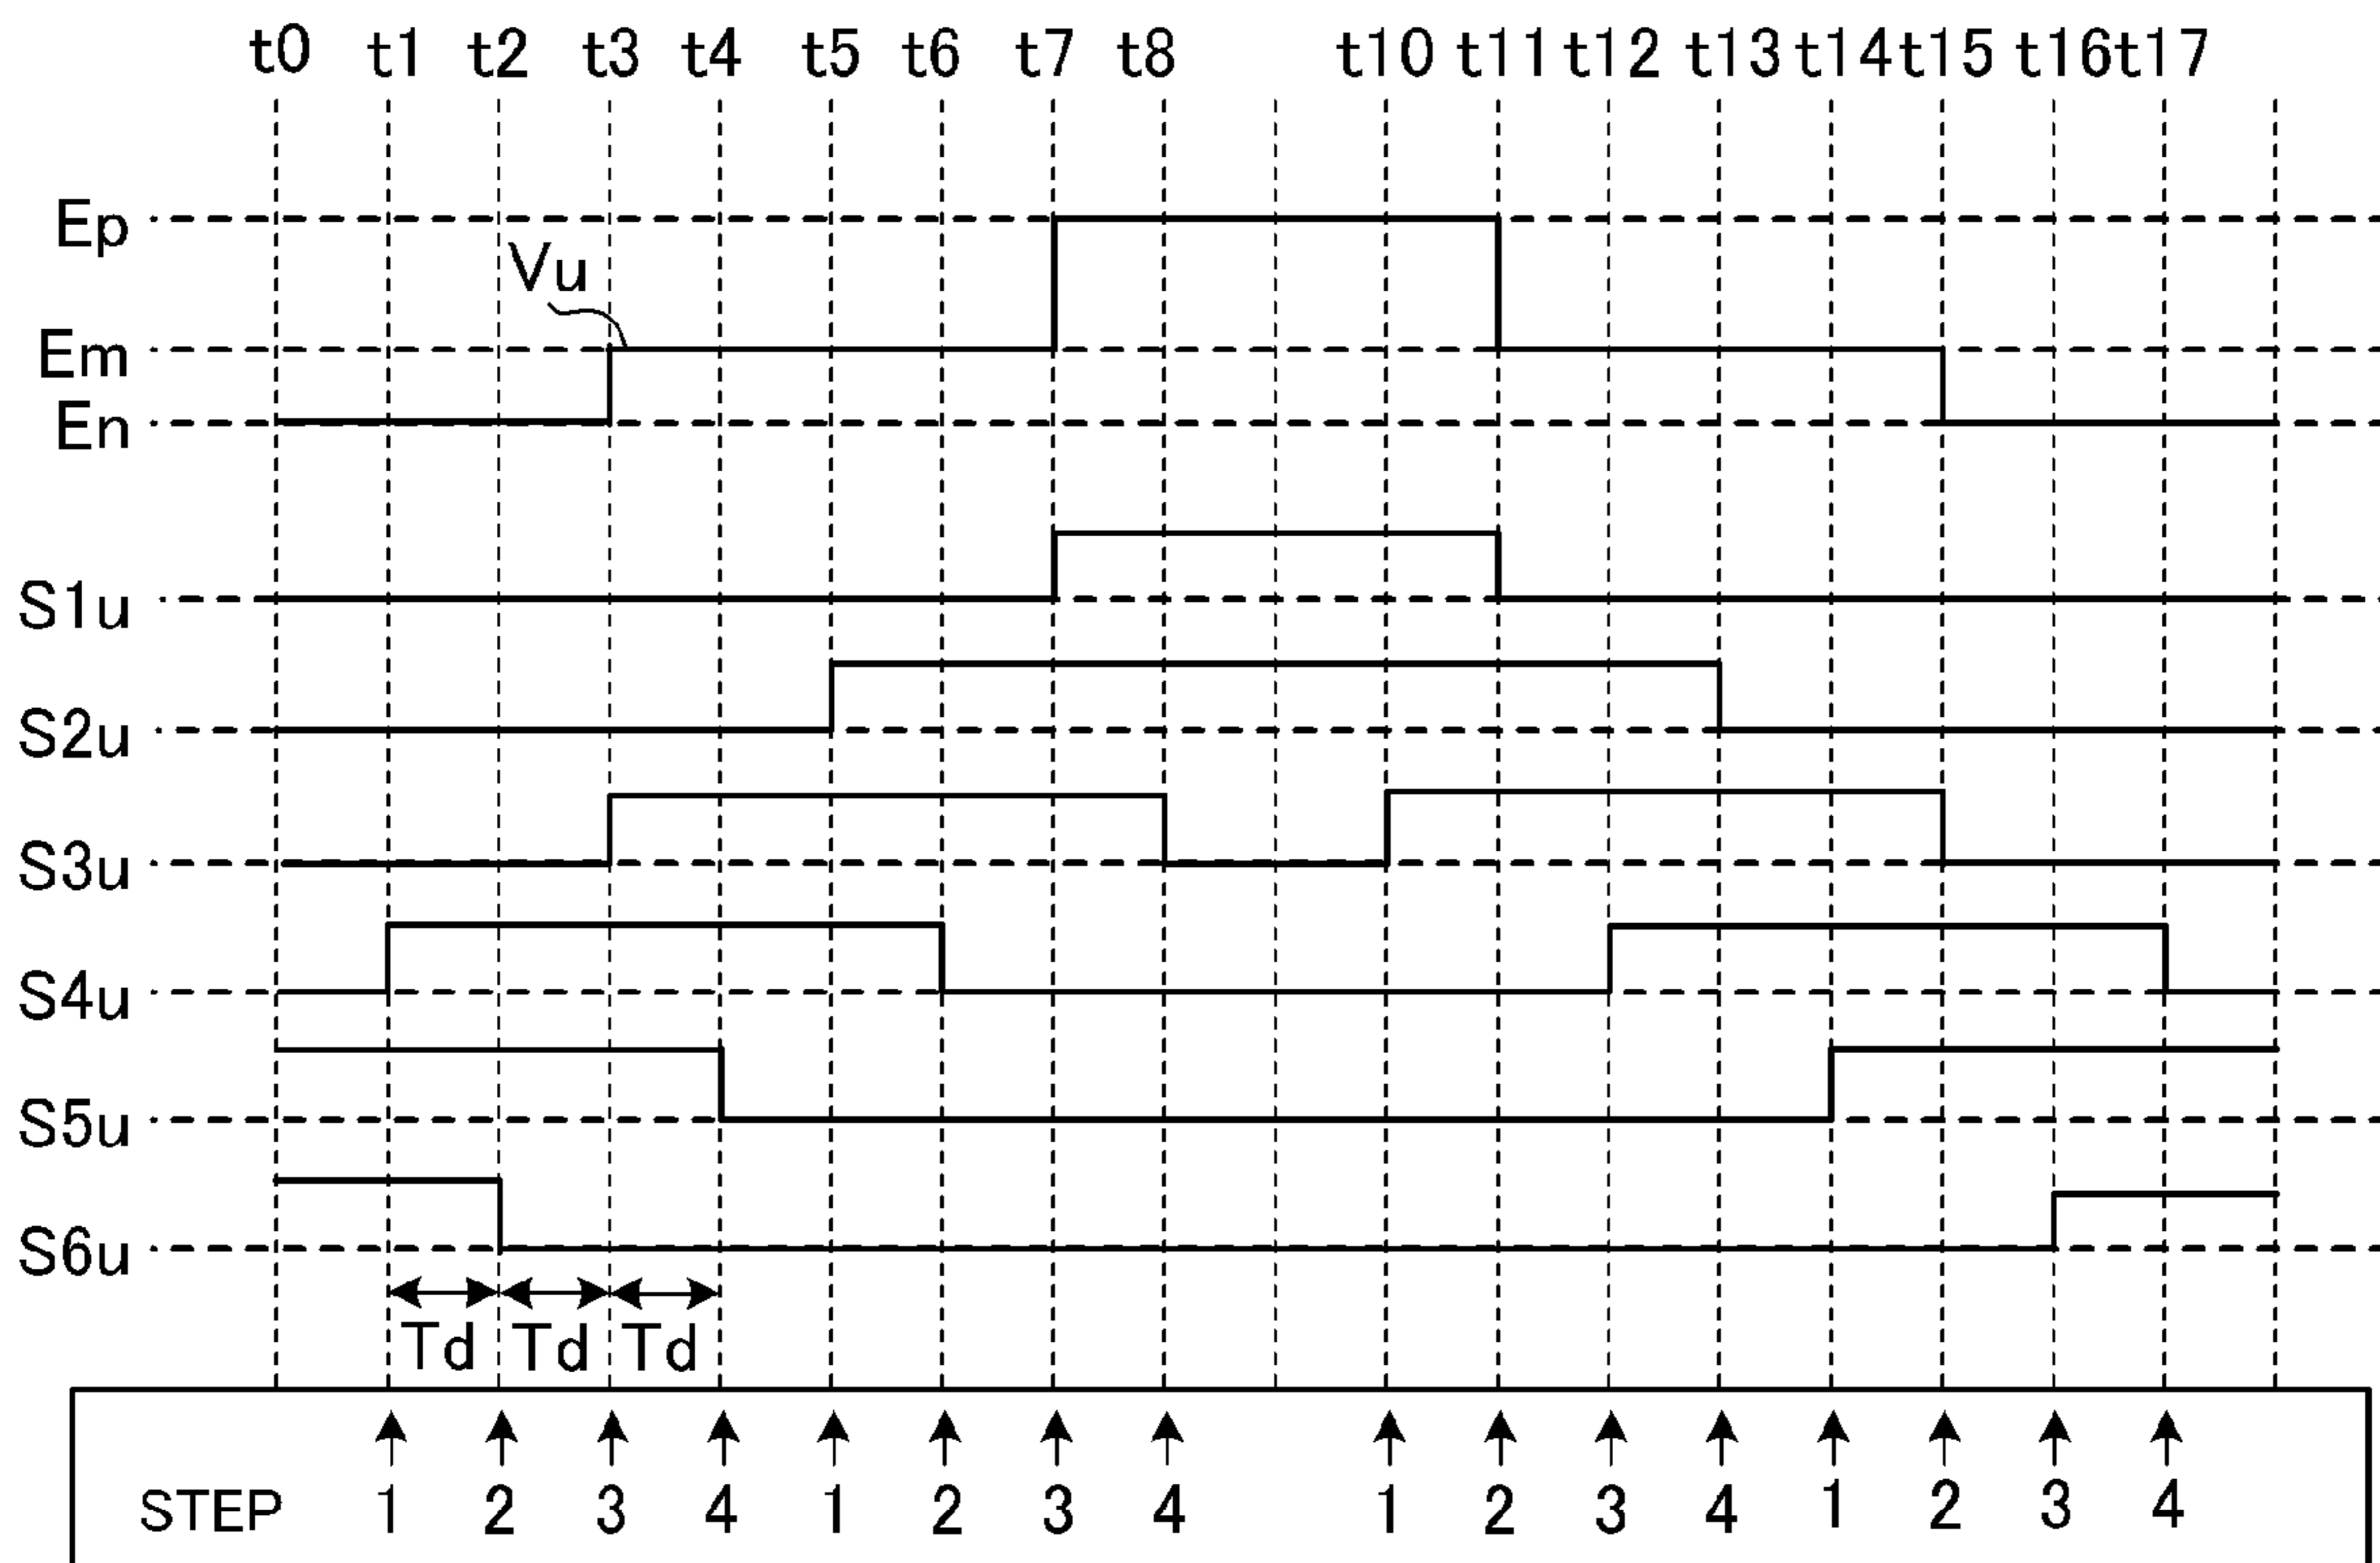 t0 t1 t2 t3 t4 t5 t6 t7 t8 t10 t11 t12 t13 t14 t15 t16 t17
Ep
Vu
Em
En
S1u
S2u
S3u
S4u
S5u
S6u
Td Td Td
STEP 1 2 3 4 1 2 3 4 1 2 3 4 1 2 3 4